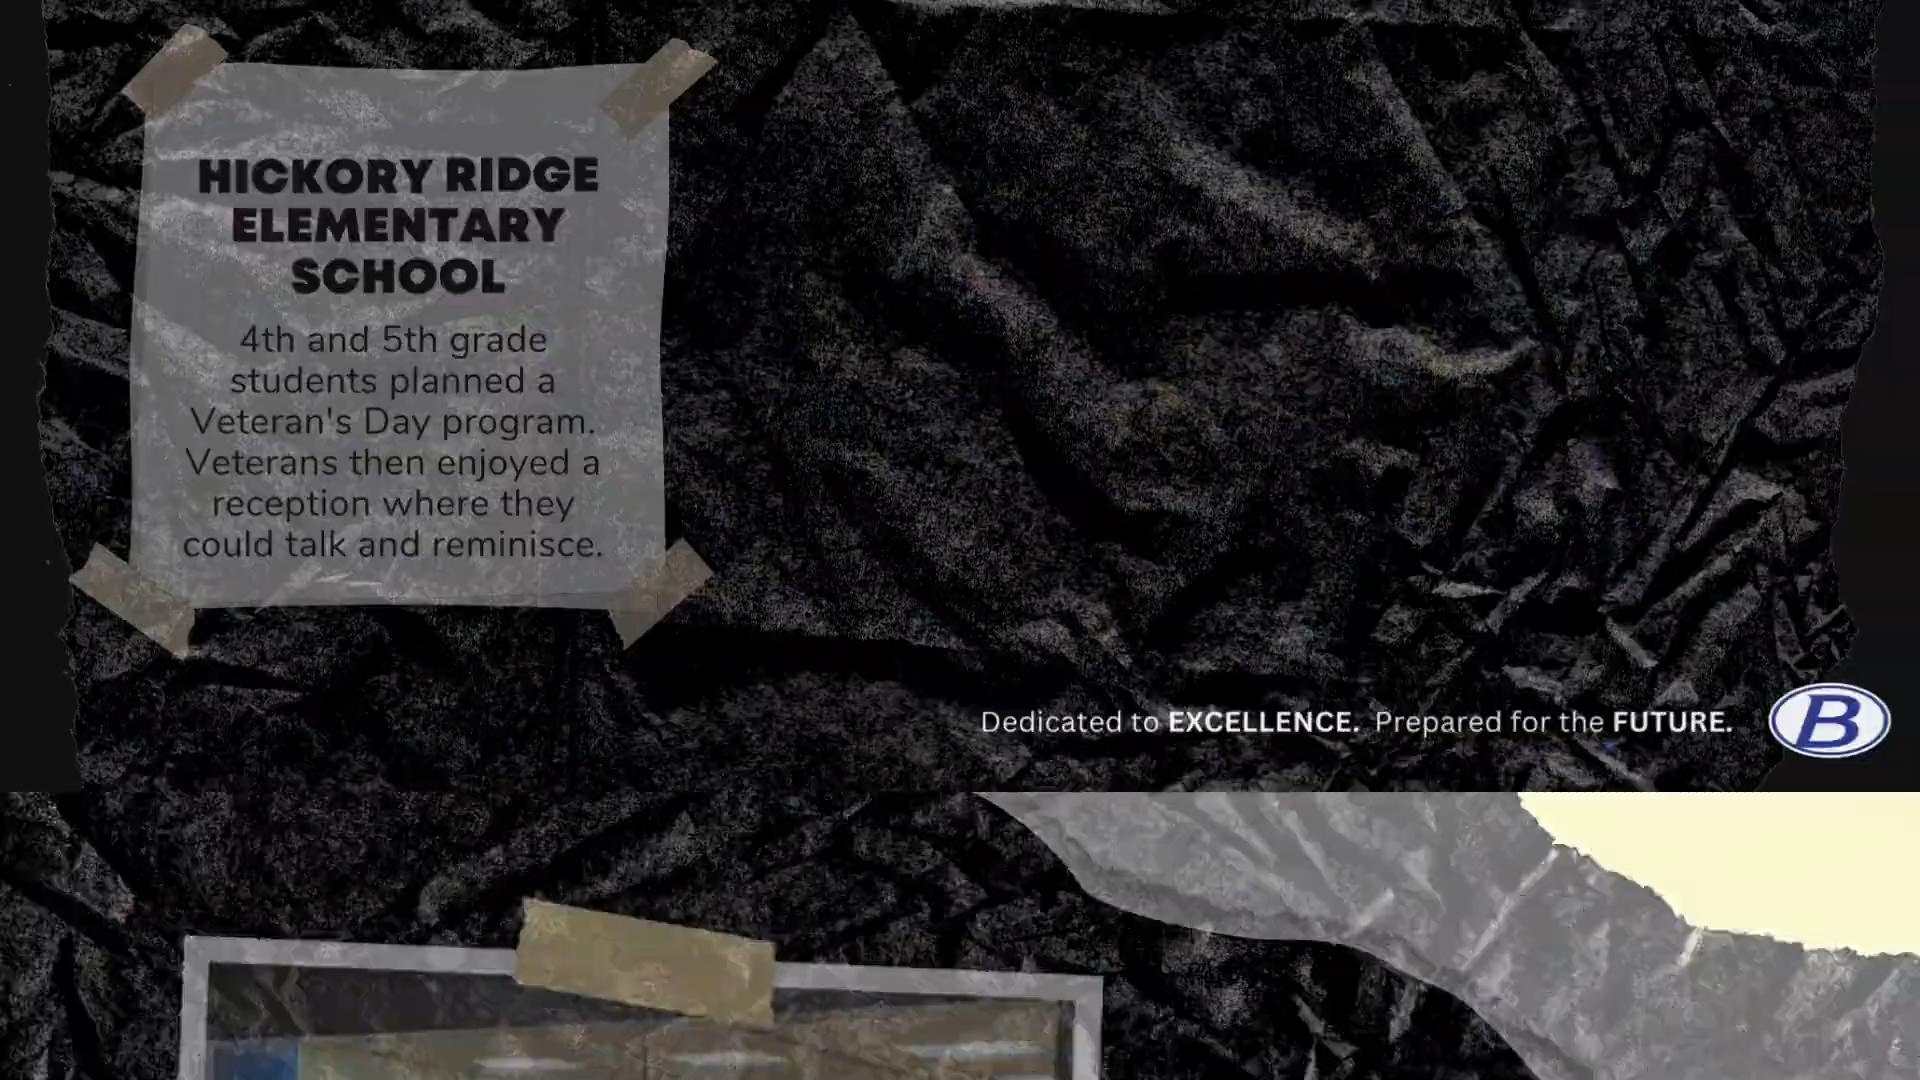 HICKORY RIDGE
ELEMENTARY
SCHOOL
4th and 5th grade
students planned a
Veteran's Day program.
Veterans then enjoyed a
reception where they
could talk and reminisce.
Dedicated to EXCELLENCE. Prepared for the FUTURE.
B